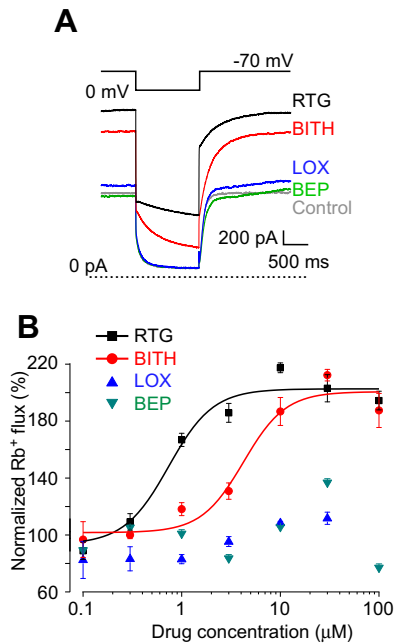 A
-70 mV
0 mV
RTG
BITH
LOX
BEP
Control
200 pA
500 ms
0 pA
B
RTG
BITH
LOX
BEP
Normalized Rb⁺ flux (%)
220
180
140
100
60
0.1
1
10
100
Drug concentration (μM)